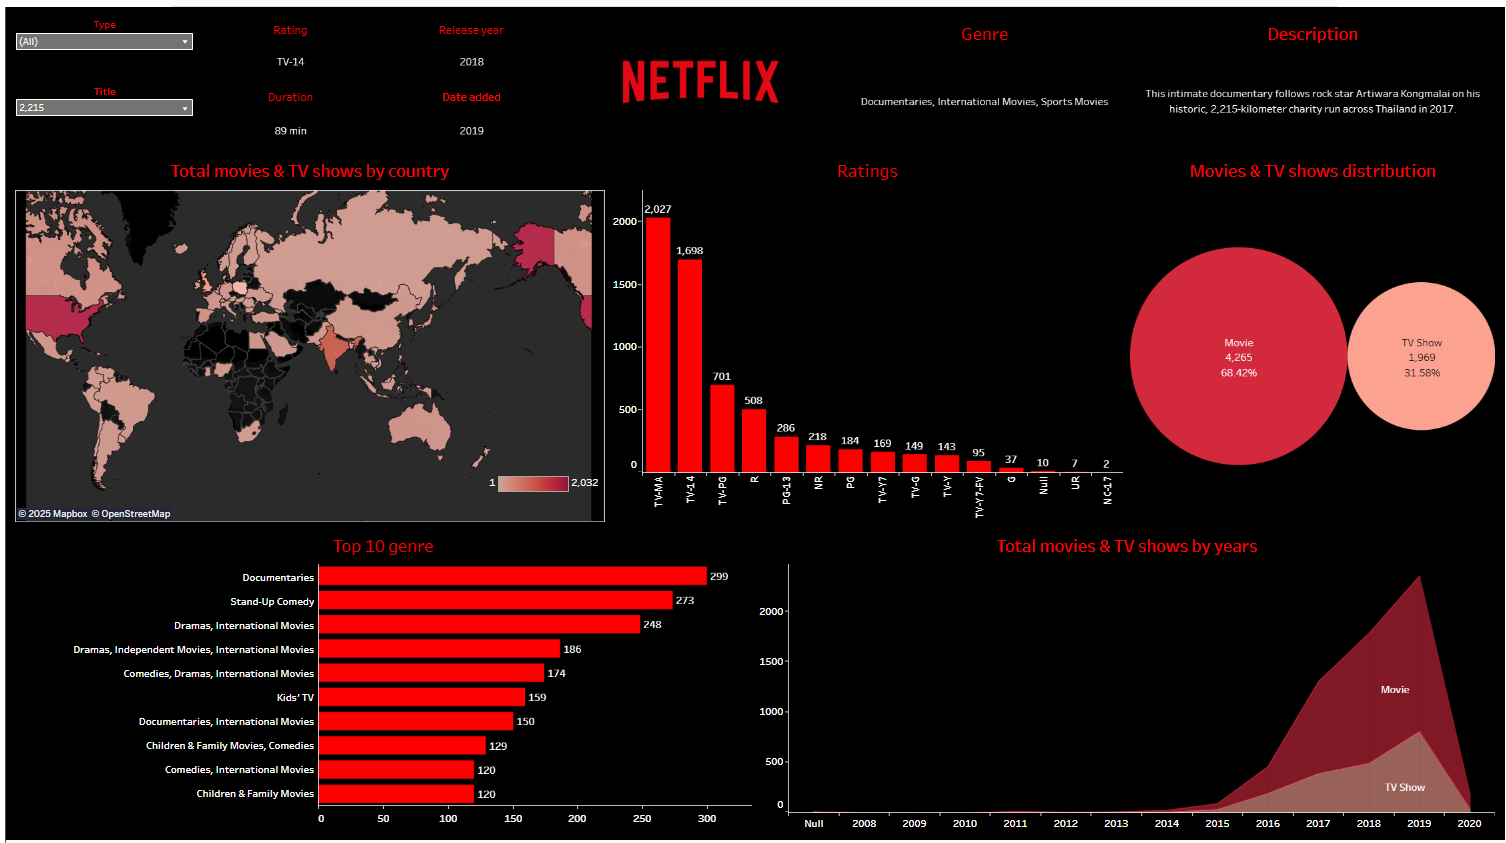 Type
(All)
Title
2,215
Rating
TV-14
Duration
89 min
Release year
2018
Date added
2019
NETFLIX
Genre
Documentaries, International Movies, Sports Movies
Description
This intimate documentary follows rock star Artiwara Kongmalai on his
historic, 2,215-kilometer charity run across Thailand in 2017.
Total movies & TV shows by country
1
2,032
© 2025 Mapbox © OpenStreetMap
Ratings
2000
1500
1000
500
0
2,027
1,698
701
508
286
218
184
169
149
143
95
37
10
7
2
TV-MA
TV-14
TV-PG
R
PG-13
NR
PG
TV-Y7
TV-G
TV-Y
TV-Y7-FV
G
Null
UR
NC-17
Movies & TV shows distribution
Movie
4,265
68.42%
TV Show
1,969
31.58%
Top 10 genre
Documentaries 299
Stand-Up Comedy 273
Dramas, International Movies 248
Dramas, Independent Movies, International Movies 186
Comedies, Dramas, International Movies 174
Kids' TV 159
Documentaries, International Movies 150
Children & Family Movies, Comedies 129
Comedies, International Movies 120
Children & Family Movies 120
0 50 100 150 200 250 300
Total movies & TV shows by years
2000
1500
1000
500
0
Movie
TV Show
Null 2008 2009 2010 2011 2012 2013 2014 2015 2016 2017 2018 2019 2020